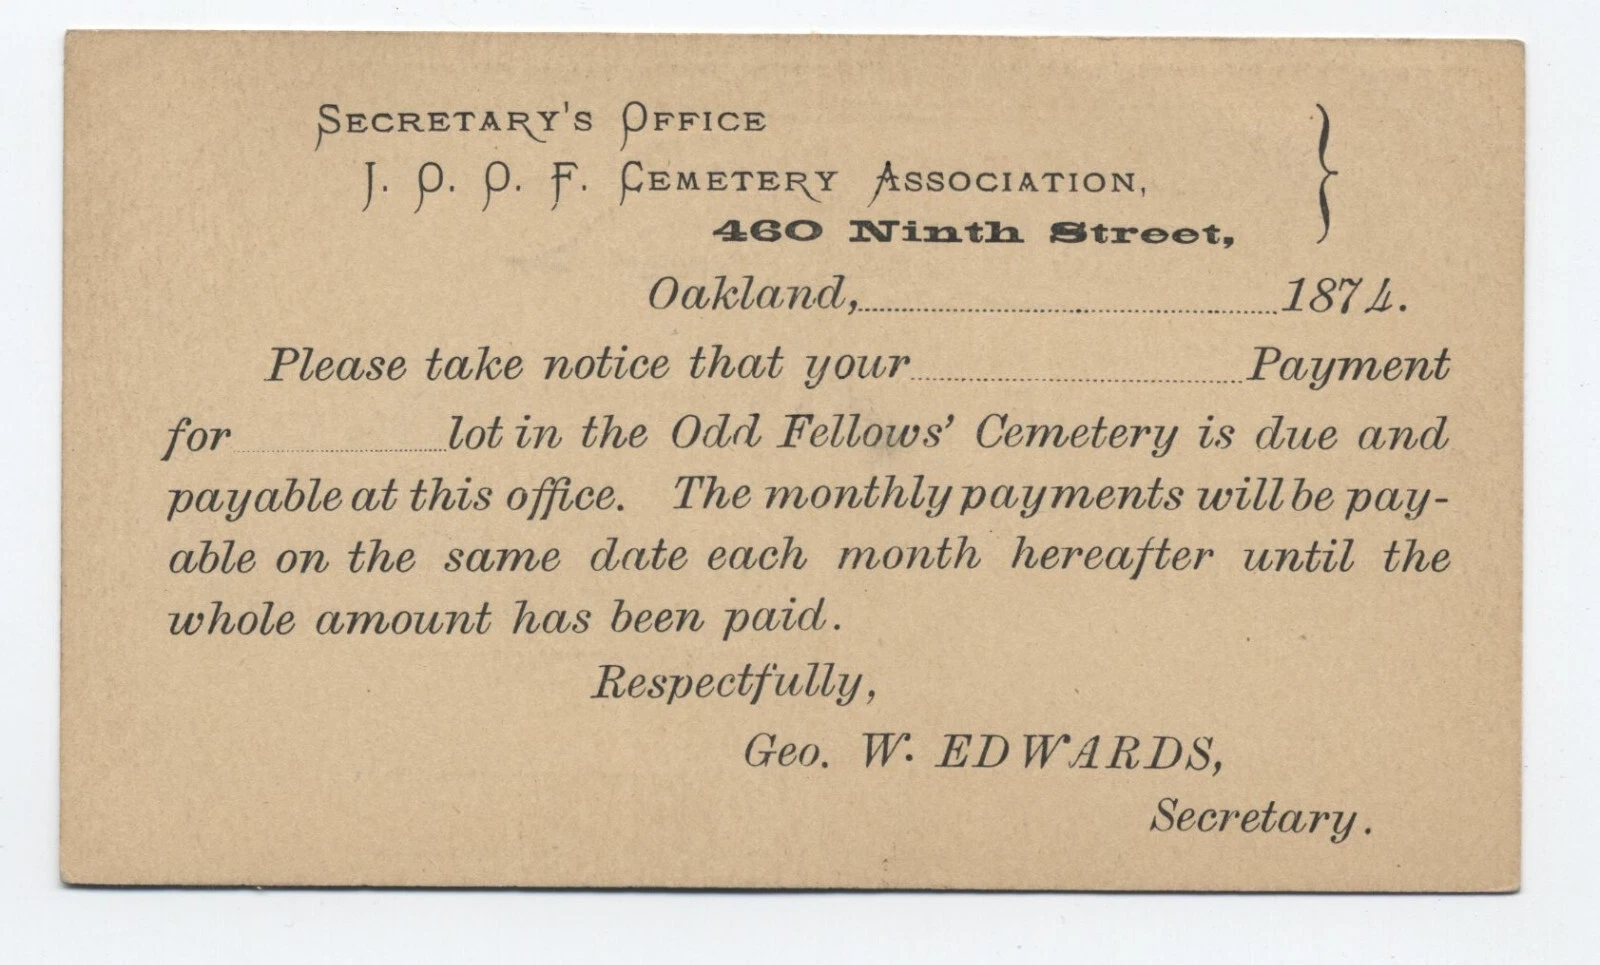 SECRETARY'S OFFICE
I. O. O. F. CEMETERY ASSOCIATION,
460 Ninth Street,
Oakland,..............................1874.
Please take notice that your........................Payment
for................lot in the Odd Fellows' Cemetery is due and
payable at this office. The monthly payments will be pay-
able on the same date each month hereafter until the
whole amount has been paid.
Respectfully,
Geo. W. EDWARDS,
Secretary.